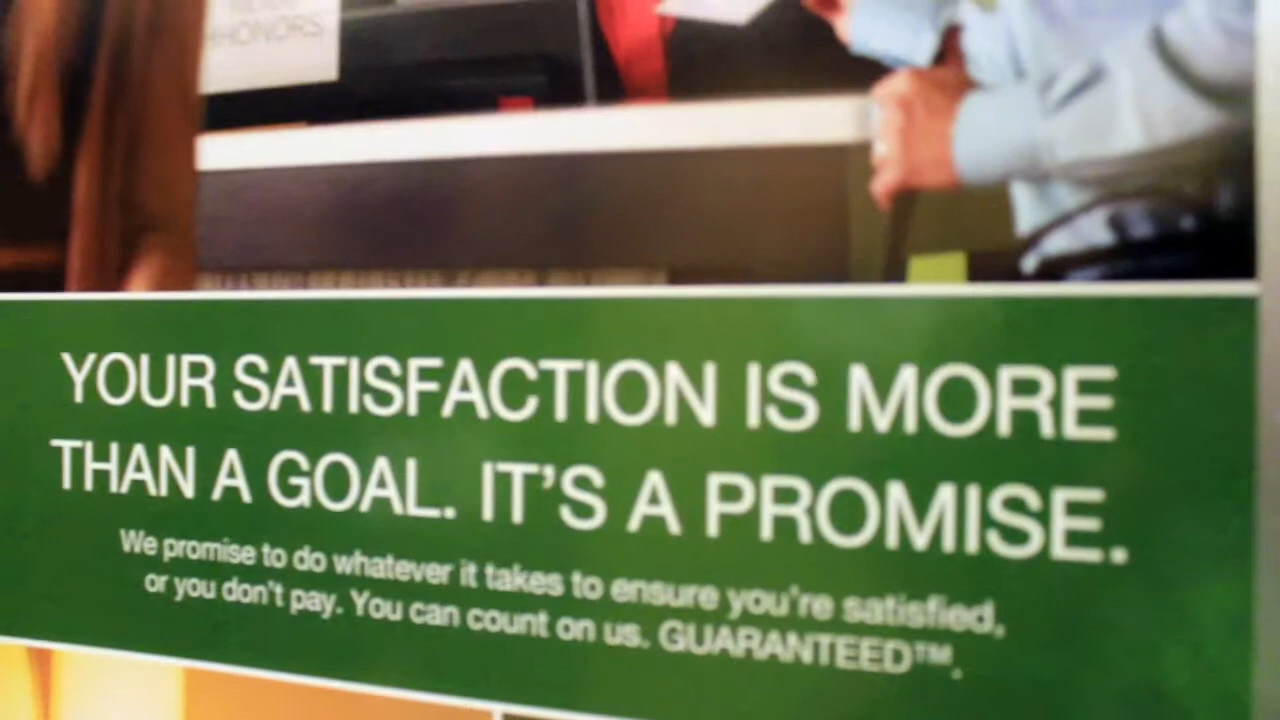 HHONORS
YOUR SATISFACTION IS MORE
THAN A GOAL. IT'S A PROMISE.
We promise to do whatever it takes to ensure you're satisfied,
or you don't pay. You can count on us. GUARANTEED™.